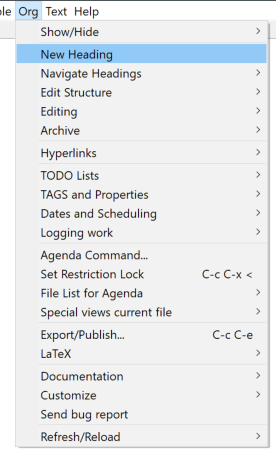 ble Org Text Help
Show/Hide
New Heading
Navigate Headings
Edit Structure
Editing
Archive
Hyperlinks
TODO Lists
TAGS and Properties
Dates and Scheduling
Logging work
Agenda Command...
Set Restriction Lock C-c C-x <
File List for Agenda
Special views current file
Export/Publish... C-c C-e
LaTeX
Documentation
Customize
Send bug report
Refresh/Reload